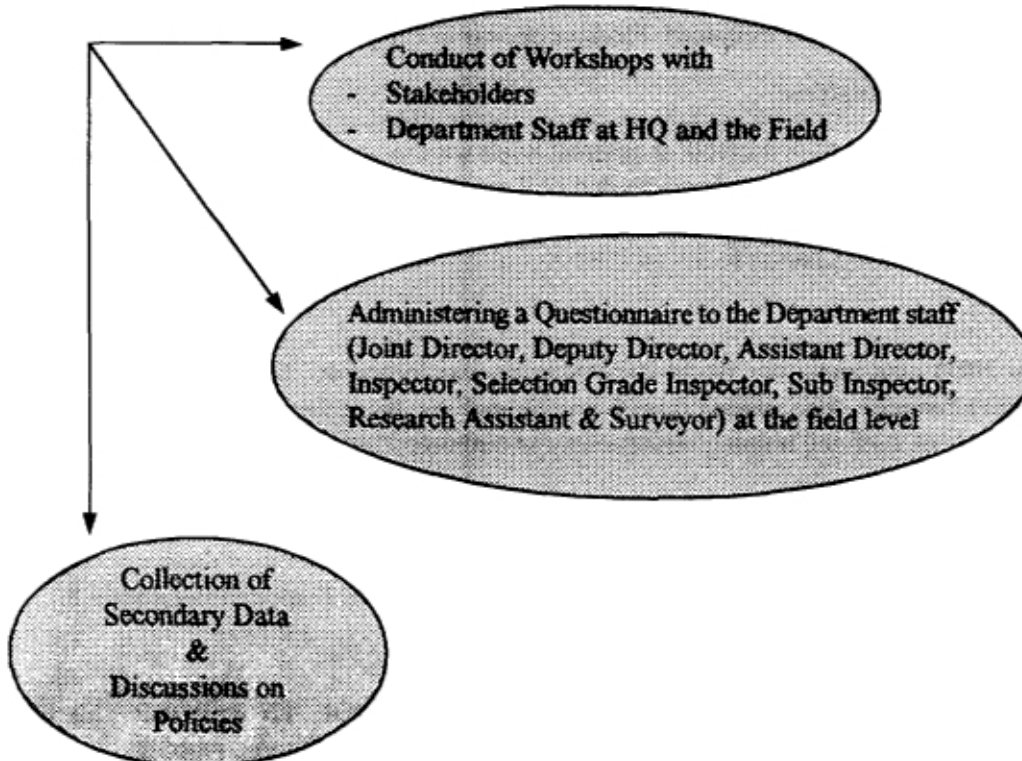 Conduct of Workshops with
- Stakeholders
- Department Staff at HQ and the Field
Administering a Questionnaire to the Department staff
(Joint Director, Deputy Director, Assistant Director,
Inspector, Selection Grade Inspector, Sub Inspector,
Research Assistant & Surveyor) at the field level
Collection of
Secondary Data
&
Discussions on
Policies